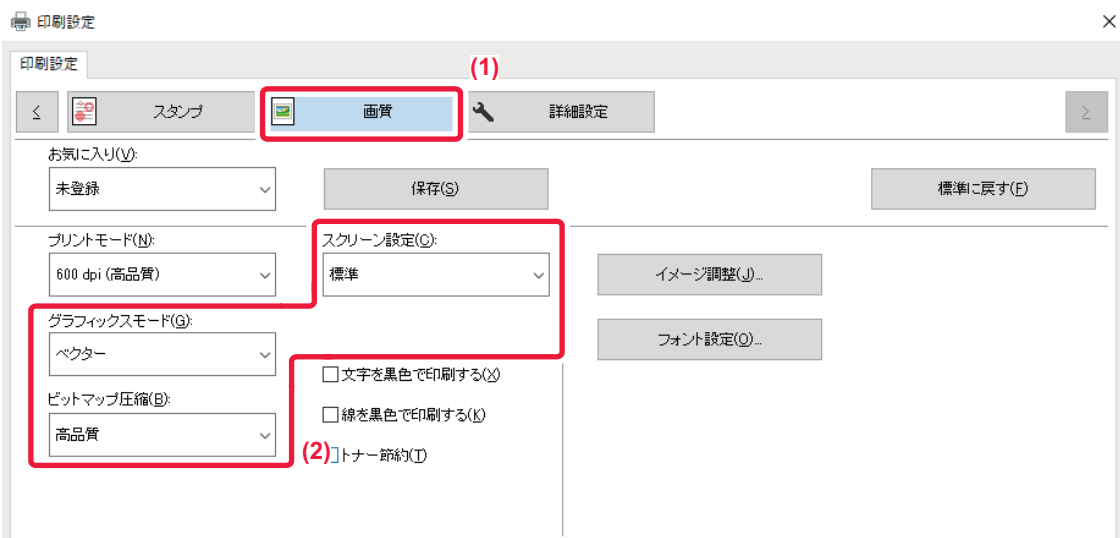 印刷設定
印刷設定
(1)
スタンプ 画質 詳細設定
お気に入り(V):
未登録 保存(S) 標準に戻す(F)
プリントモード(N): スクリーン設定(C):
600 dpi (高品質) 標準 イメージ調整(J)...
グラフィックスモード(G):
ベクター フォント設定(O)...
文字を黒色で印刷する(X)
ビットマップ圧縮(B):
線を黒色で印刷する(K)
高品質
(2) トナー節約(T)